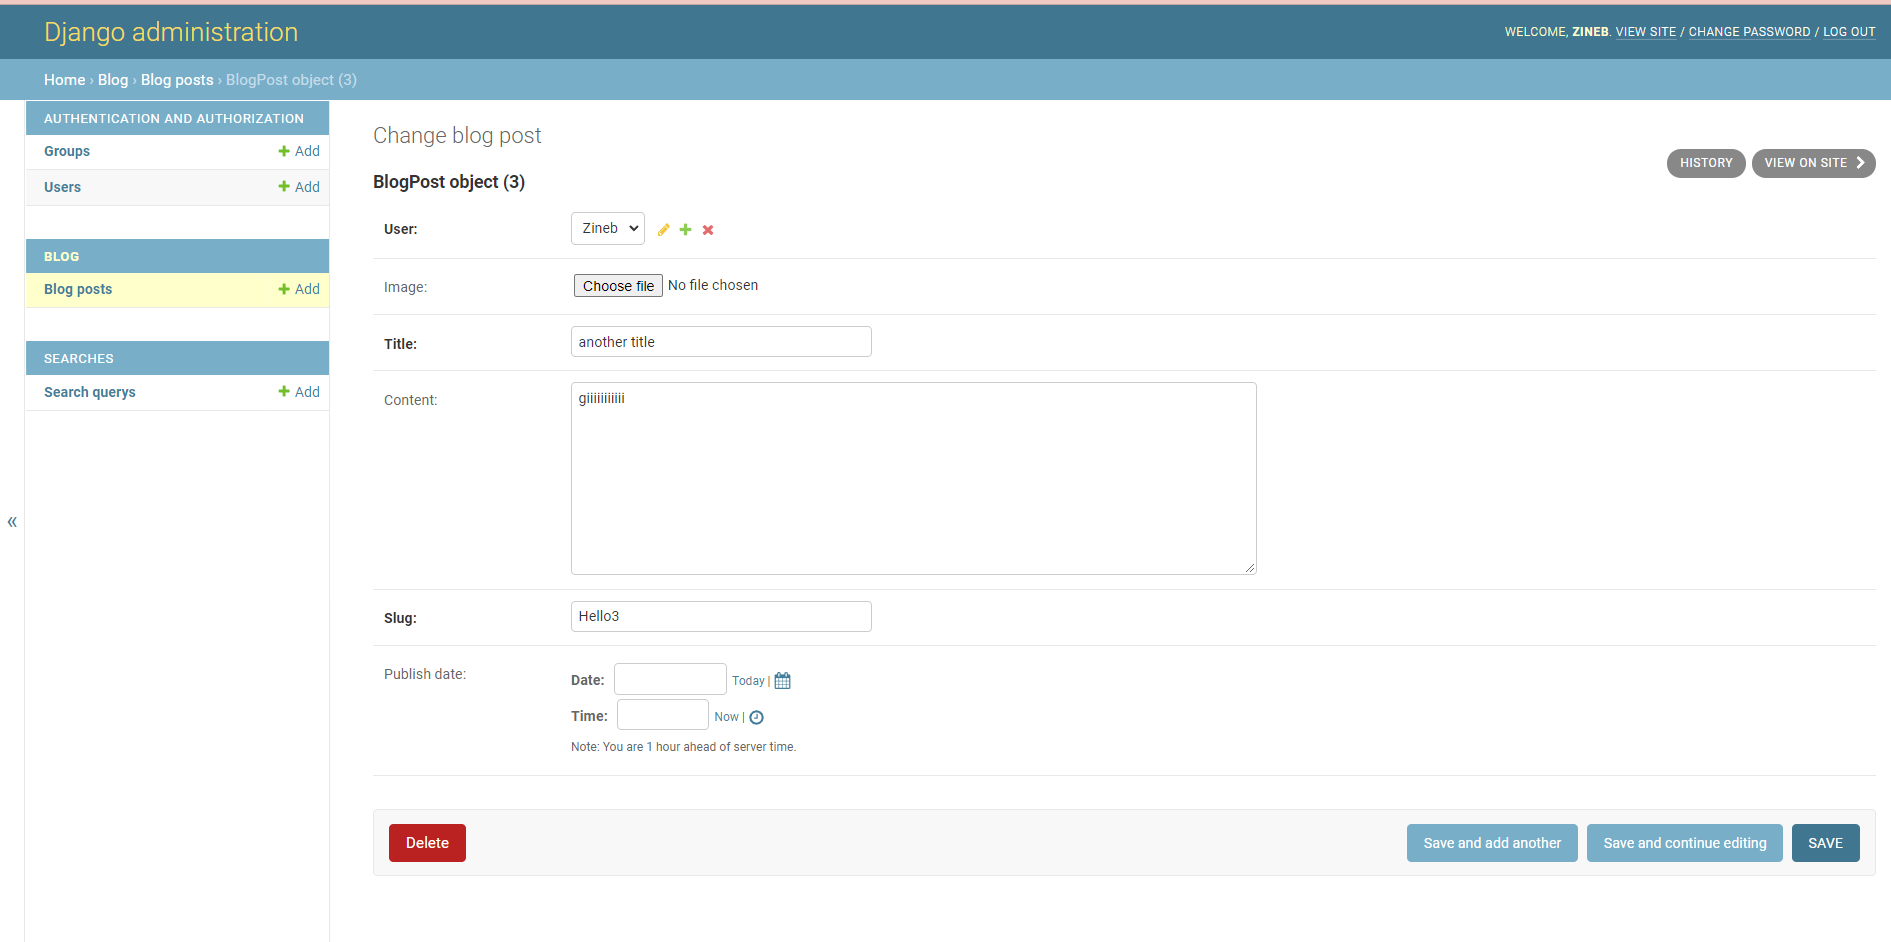 Django administration
WELCOME, ZINEB. VIEW SITE / CHANGE PASSWORD / LOG OUT
Home › Blog › Blog posts › BlogPost object (3)
AUTHENTICATION AND AUTHORIZATION
Groups
Add
Users
Add
BLOG
Blog posts
Add
SEARCHES
Search querys
Add
«
Change blog post
HISTORY
VIEW ON SITE
BlogPost object (3)
User:
Zineb
Image:
Choose file No file chosen
Title:
another title
Content:
giiiiiiiiiii
Slug:
Hello3
Publish date:
Date:
Today |
Time:
Now |
Note: You are 1 hour ahead of server time.
Delete
Save and add another
Save and continue editing
SAVE